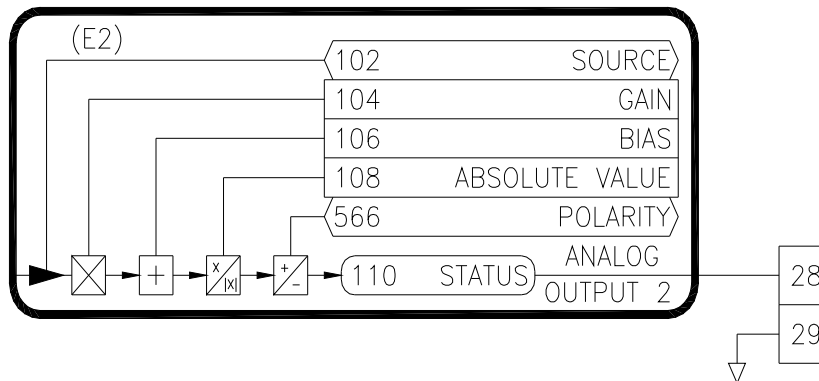 (E2)
102 SOURCE
104 GAIN
106 BIAS
108 ABSOLUTE VALUE
566 POLARITY
+ x |x| + -
110 STATUS
ANALOG
OUTPUT 2
28
29